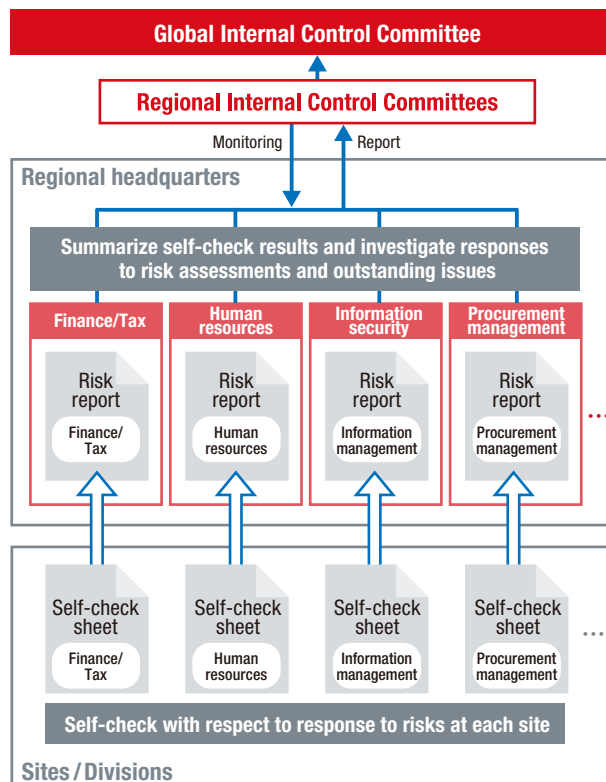 Global Internal Control Committee
Regional Internal Control Committees
Monitoring
Report
Regional headquarters
Summarize self-check results and investigate responses
to risk assessments and outstanding issues
Finance/Tax
Human
resources
Information
security
Procurement
management
Risk
report
Finance/
Tax
Risk
report
Human
resources
Risk
report
Information
management
Risk
report
Procurement
management
...
Self-check
sheet
Finance/
Tax
Self-check
sheet
Human
resources
Self-check
sheet
Information
management
Self-check
sheet
Procurement
management
...
Self-check with respect to response to risks at each site
Sites / Divisions